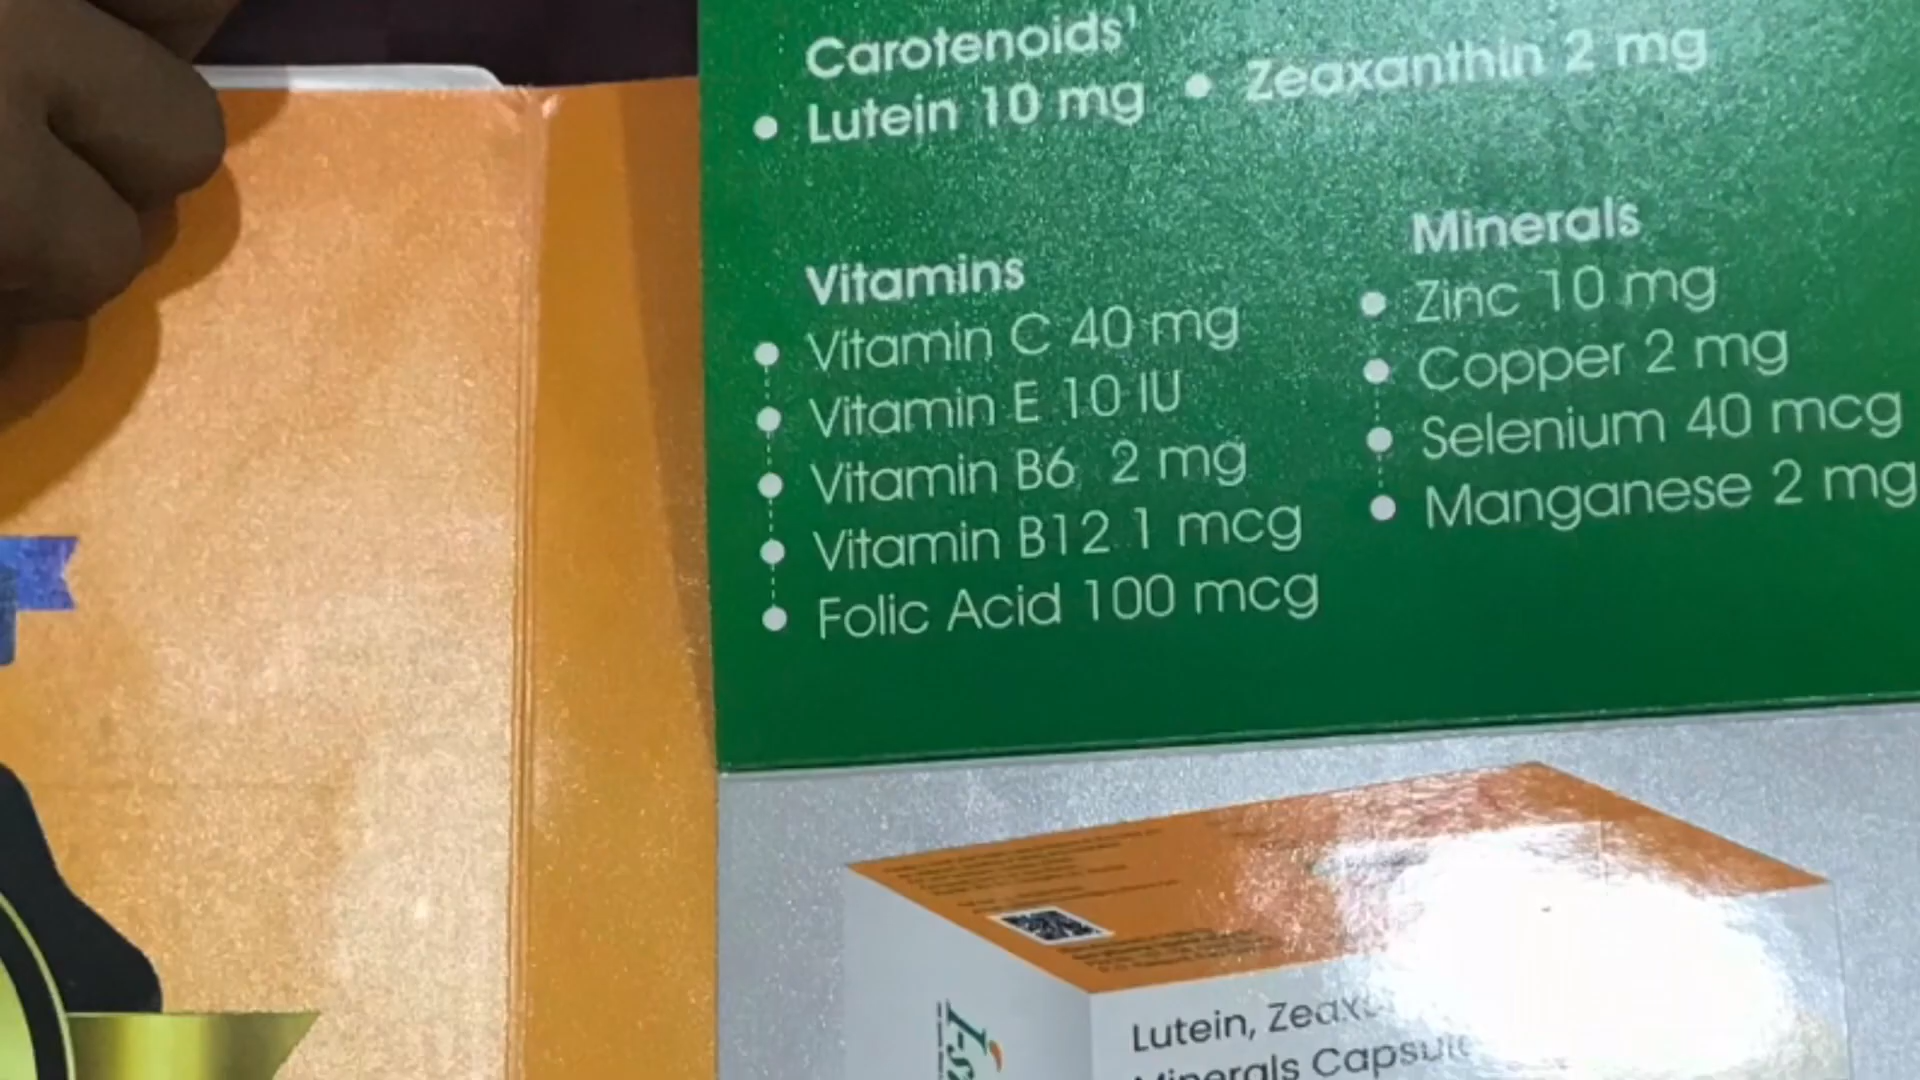 Carotenoids¹
• Lutein 10 mg • Zeaxanthin 2 mg
Vitamins
• Vitamin C 40 mg
• Vitamin E 10 IU
• Vitamin B6 2 mg
• Vitamin B12 1 mcg
• Folic Acid 100 mcg
Minerals
• Zinc 10 mg
• Copper 2 mg
• Selenium 40 mcg
• Manganese 2 mg
Lutein,
Minerals